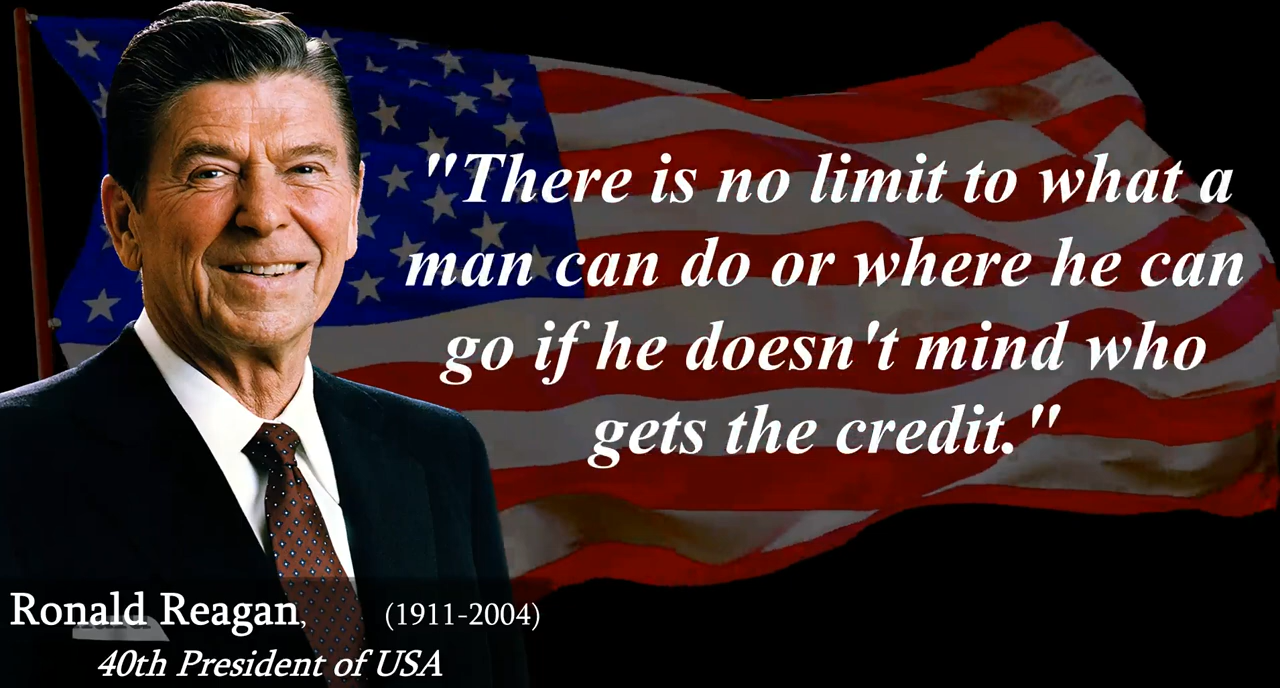 "There is no limit to what a
man can do or where he can
go if he doesn't mind who
gets the credit."
Ronald Reagan, (1911-2004)
40th President of USA